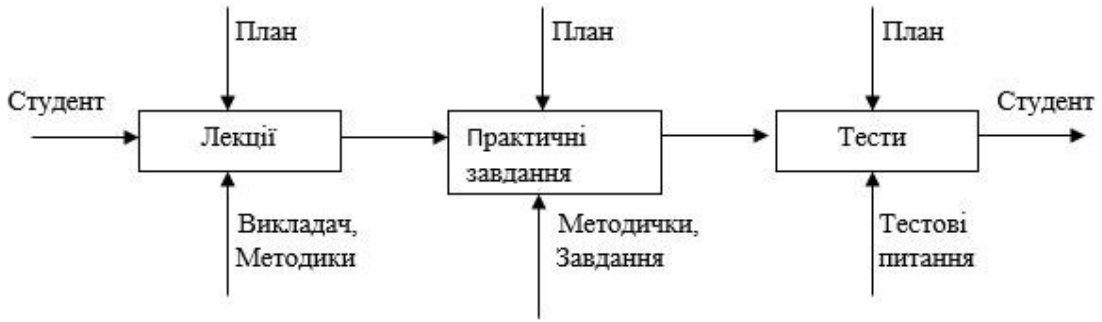 План
План
План
Студент
Студент
Лекції
Практичні
завдання
Тести
Викладач,
Методики
Методички,
Завдання
Тестові
питання